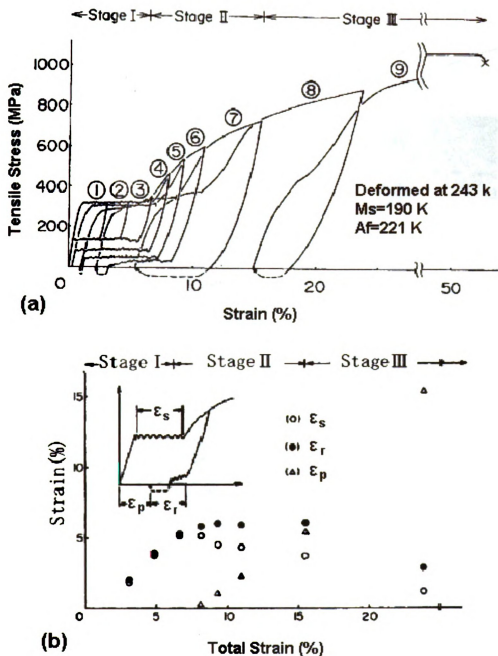 Stage I
Stage II
Stage III
Tensile Stress (MPa)
1000
800
600
400
200
0
① ② ③ ④ ⑤ ⑥ ⑦ ⑧ ⑨
Deformed at 243 k
Ms=190 K
Af=221 K
10
20
50
(a)
Strain (%)
Stage I
Stage II
Stage III
Strain(%)
15
10
5
0
εs
εp
εr
(o) εs
(●) εr
(△) εp
5
10
15
20
(b)
Total Strain (%)